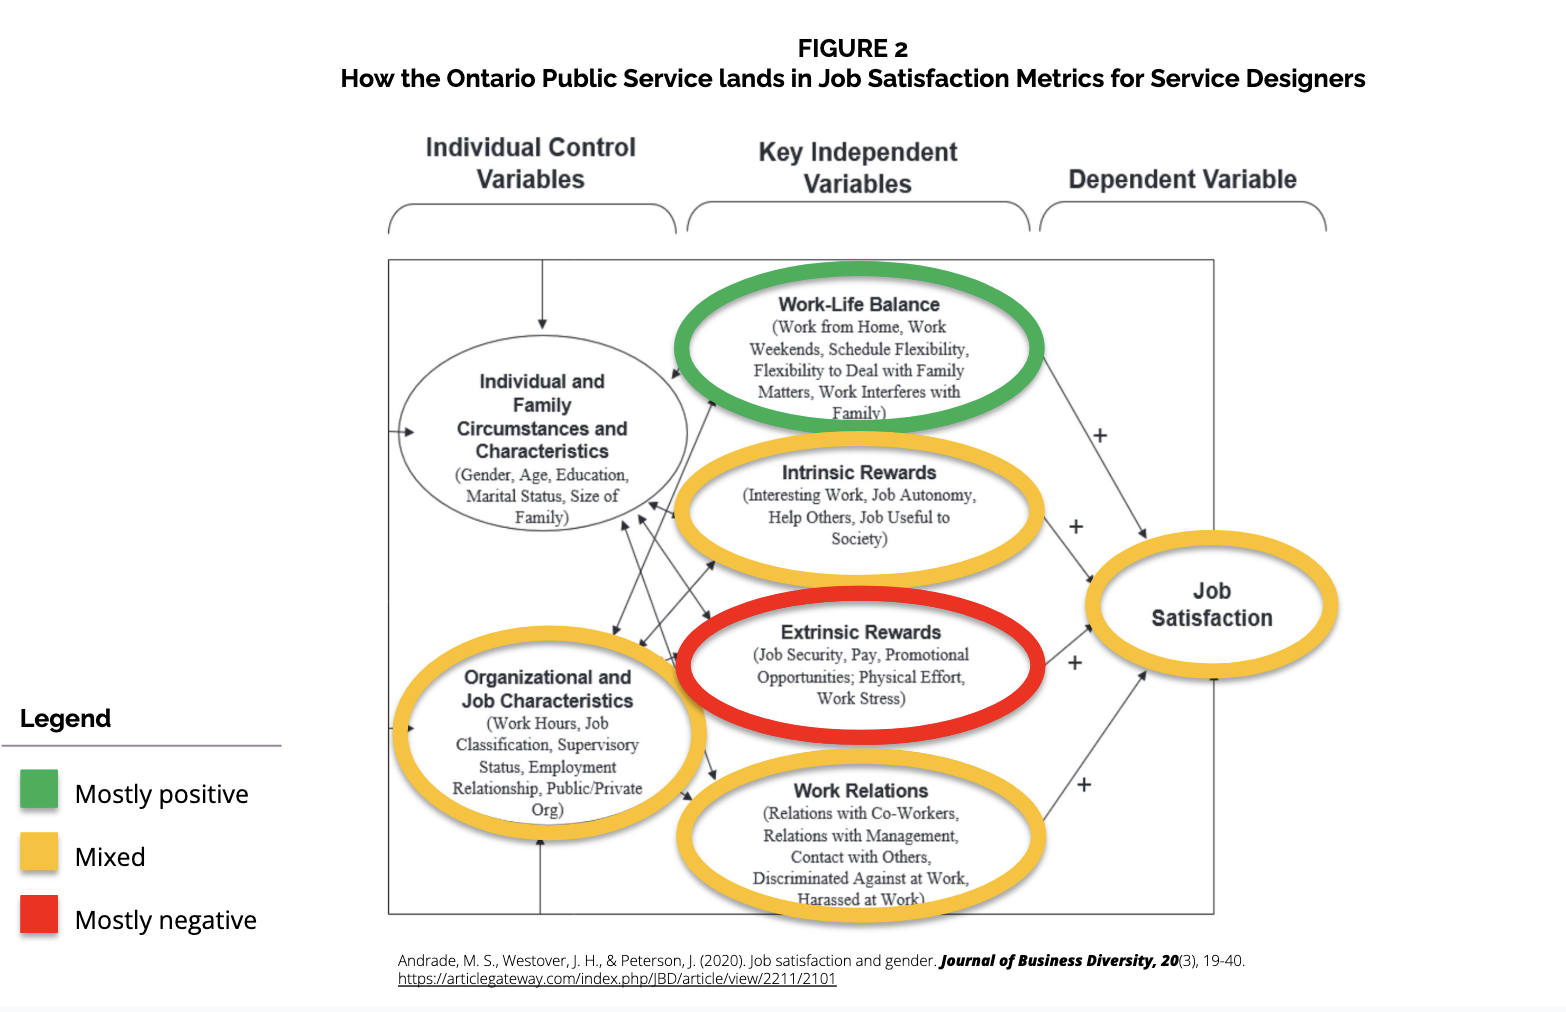 FIGURE 2
How the Ontario Public Service lands in Job Satisfaction Metrics for Service Designers
Individual Control
Variables
Key Independent
Variables
Dependent Variable
Work-Life Balance
(Work from Home, Work
Weekends, Schedule Flexibility,
Flexibility to Deal with Family
Matters, Work Interferes with
Family)
Individual and
Family
Circumstances and
Characteristics
(Gender, Age, Education,
Marital Status, Size of
Family)
+
Intrinsic Rewards
(Interesting Work, Job Autonomy,
Help Others, Job Useful to
Society)
+
Job
Satisfaction
Extrinsic Rewards
(Job Security, Pay, Promotional
Opportunities; Physical Effort,
Work Stress)
+
Organizational and
Job Characteristics
(Work Hours, Job
Classification, Supervisory
Status, Employment
Relationship, Public/Private
Org)
Work Relations
(Relations with Co-Workers,
Relations with Management,
Contact with Others,
Discriminated Against at Work,
Harassed at Work)
+
Legend
Mostly positive
Mixed
Mostly negative
Andrade, M. S., Westover, J. H., & Peterson, J. (2020). Job satisfaction and gender. Journal of Business Diversity, 20(3), 19-40.
https://articlegateway.com/index.php/JBD/article/view/2211/2101